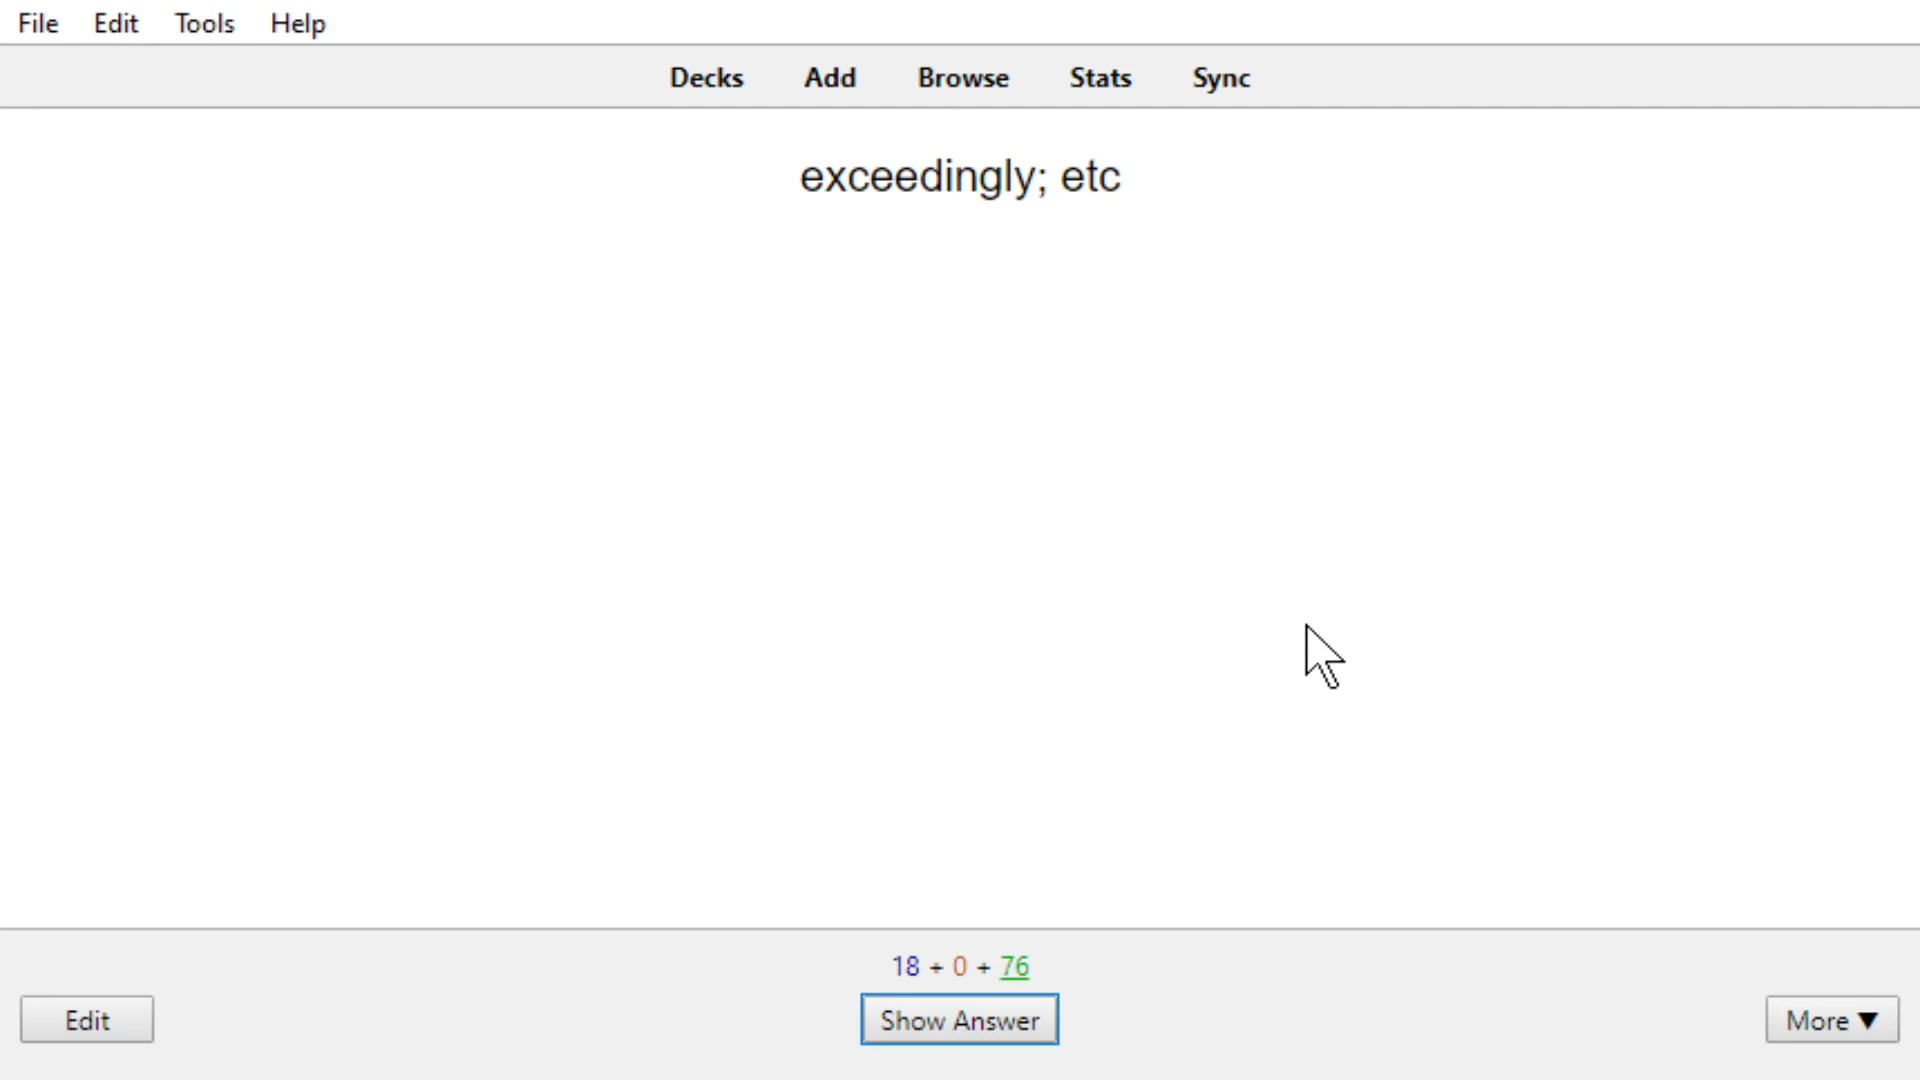 File Edit Tools Help
Decks Add Browse Stats Sync
exceedingly; etc
18 + 0 + 76
Edit Show Answer More ▼